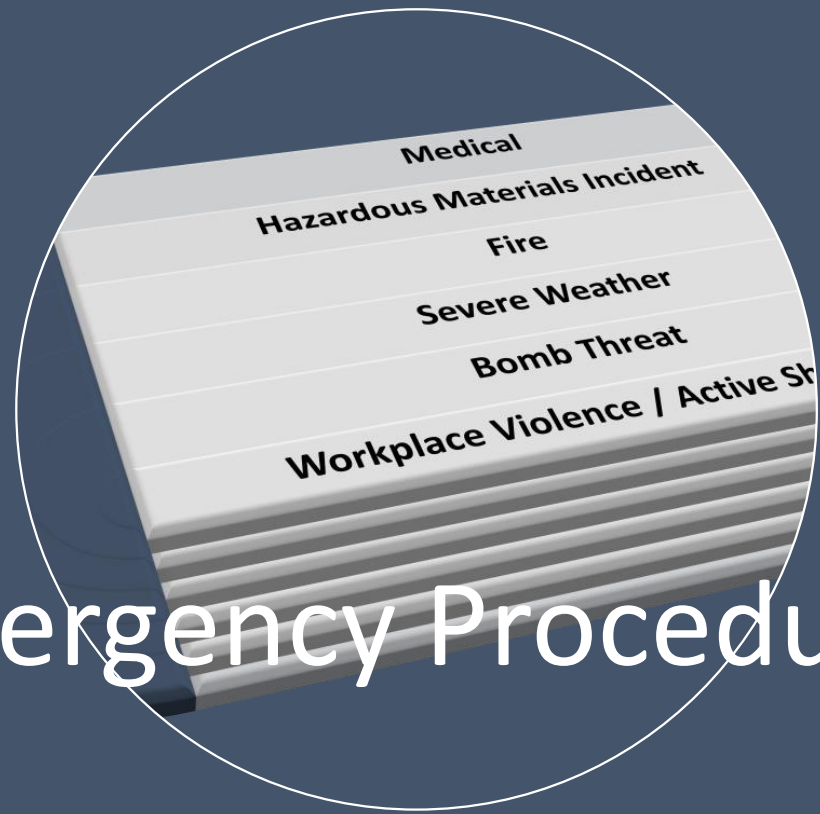 Medical
Hazardous Materials Incident
Fire
Severe Weather
Bomb Threat
Workplace Violence / Active Sh
ergency Procedu